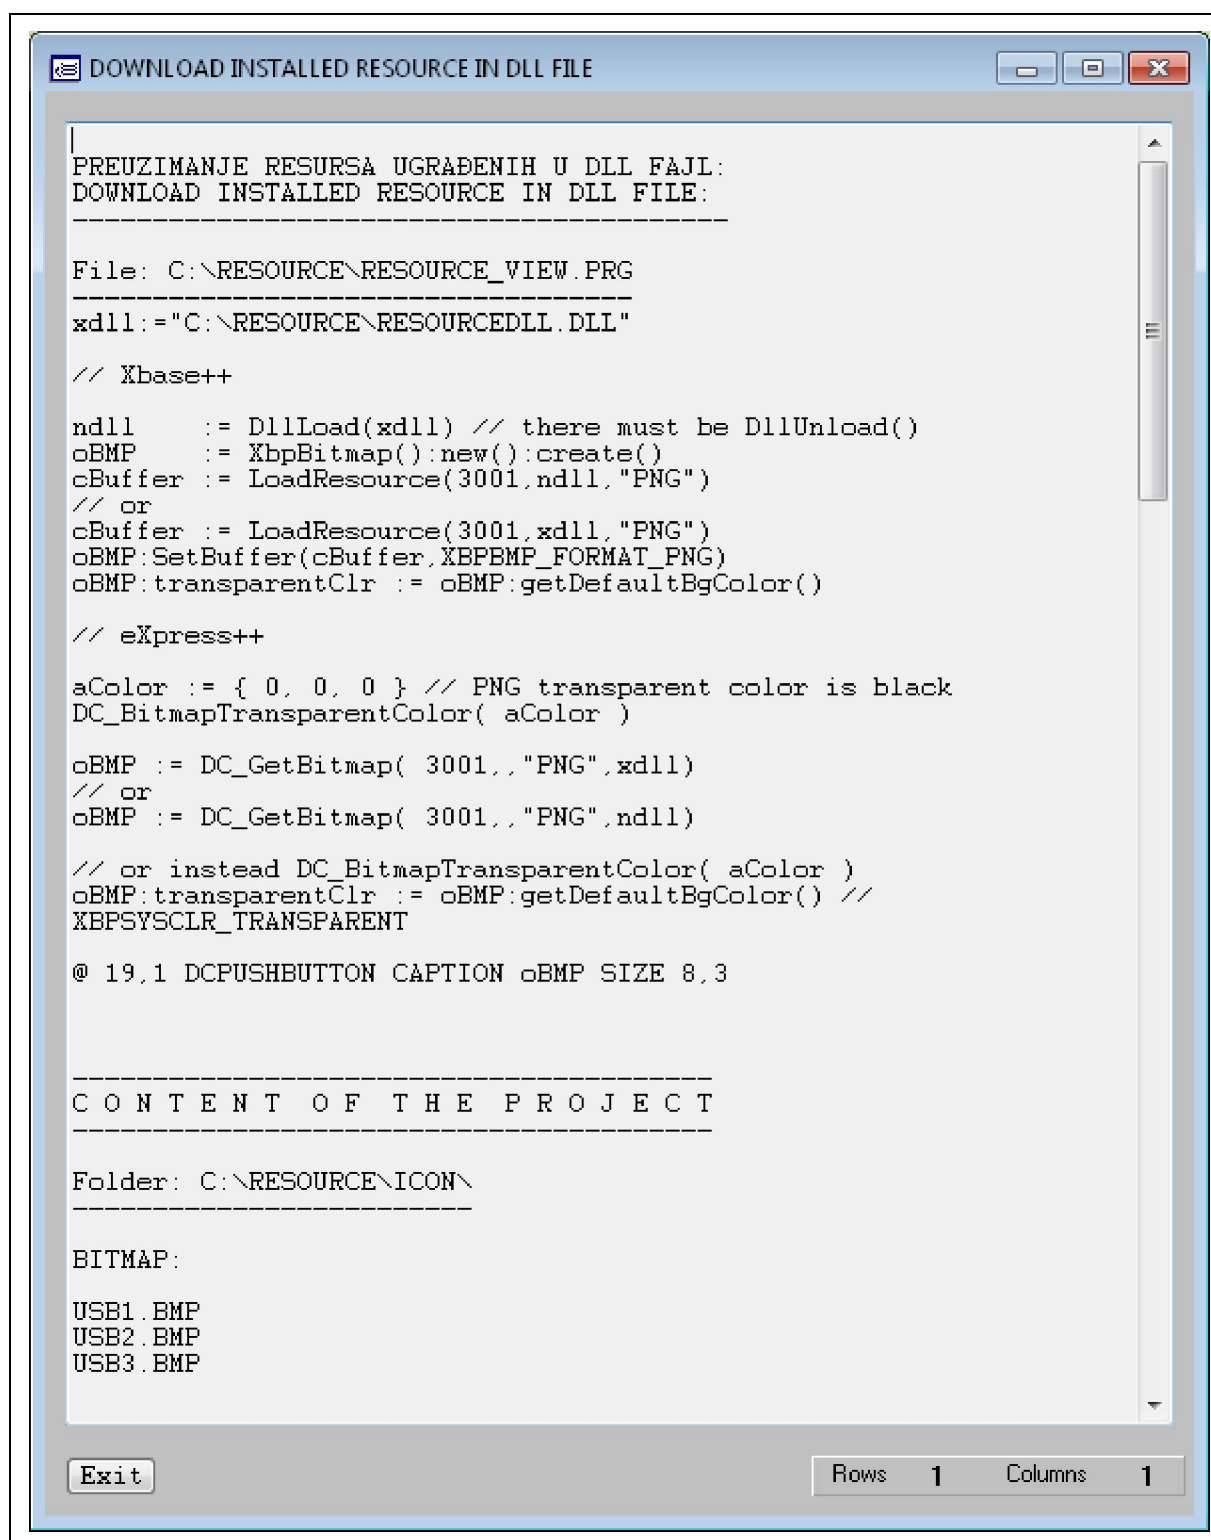 DOWNLOAD INSTALLED RESOURCE IN DLL FILE
PREUZIMANJE RESURSA UGRAĐENIH U DLL FAJL:
DOWNLOAD INSTALLED RESOURCE IN DLL FILE:
-----------------------------------------
File: C:\RESOURCE\RESOURCE_VIEW.PRG
-----------------------------------
xdll:="C:\RESOURCE\RESOURCEDLL.DLL"
// Xbase++
ndll    := DllLoad(xdll) // there must be DllUnload()
oBMP    := XbpBitmap():new():create()
cBuffer := LoadResource(3001,ndll,"PNG")
// or
cBuffer := LoadResource(3001,xdll,"PNG")
oBMP:SetBuffer(cBuffer,XBPBMP_FORMAT_PNG)
oBMP:transparentClr := oBMP:getDefaultBgColor()
// eXpress++
aColor := { 0, 0, 0 } // PNG transparent color is black
DC_BitmapTransparentColor( aColor )
oBMP := DC_GetBitmap( 3001,,"PNG",xdll)
// or
oBMP := DC_GetBitmap( 3001,,"PNG",ndll)
// or instead DC_BitmapTransparentColor( aColor )
oBMP:transparentClr := oBMP:getDefaultBgColor() //
XBPSYSCLR_TRANSPARENT
@ 19,1 DCPUSHBUTTON CAPTION oBMP SIZE 8,3
----------------------------------------
C O N T E N T  O F  T H E  P R O J E C T
----------------------------------------
Folder: C:\RESOURCE\ICON\
-------------------------
BITMAP:
USB1.BMP
USB2.BMP
USB3.BMP
Exit
Rows 1 Columns 1